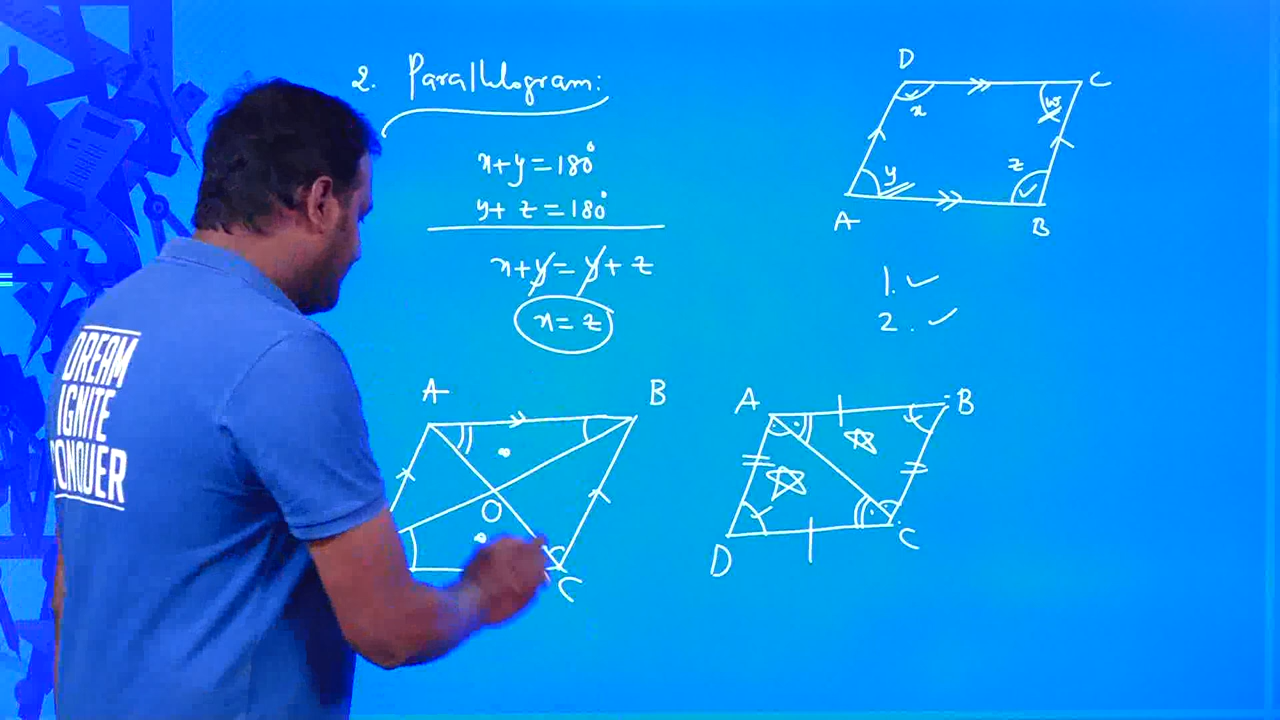 2. Parallelogram:
x+y=180°
y+z=180°
x+y=y+z
x=z
D
C
x
w
y
z
A
B
1. ✓
2. ✓
A
B
O
C
A
B
D
C
DREAM
IGNITE
CONQUER